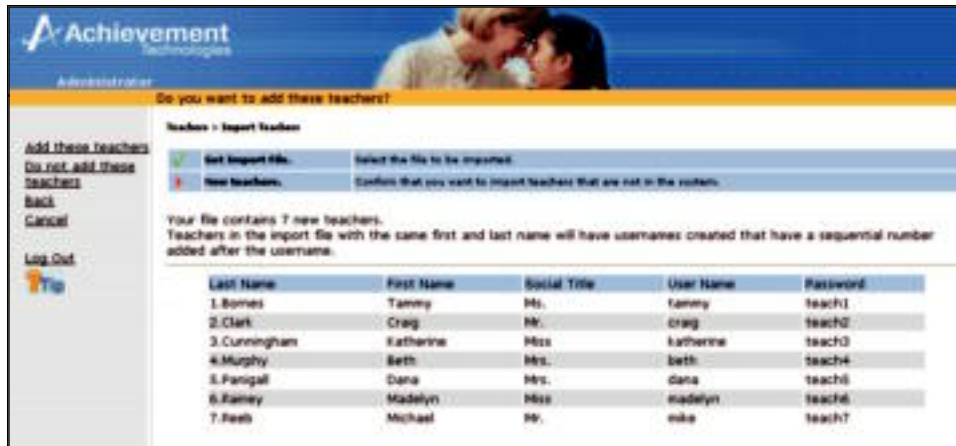 Achievement
Technologies
Administrator
Do you want to add these teachers?
Teachers > Import Teachers
Add these teachers
Do not add these
teachers
Back
Cancel
Log Out
Tip
Get import file. Select the file to be imported.
New teachers. Confirm that you want to import teachers that are not in the system.
Your file contains 7 new teachers.
Teachers in the import file with the same first and last name will have usernames created that have a sequential number
added after the username.
Last Name First Name Social Title User Name Password
1.Bornes Tammy Ms. tammy teach1
2.Clark Craig Mr. craig teach2
3.Cunningham Katherine Miss katherine teach3
4.Murphy Beth Mrs. beth teach4
5.Panigall Dana Mrs. dana teach5
6.Rainey Madelyn Miss madelyn teach6
7.Reeb Michael Mr. mike teach7